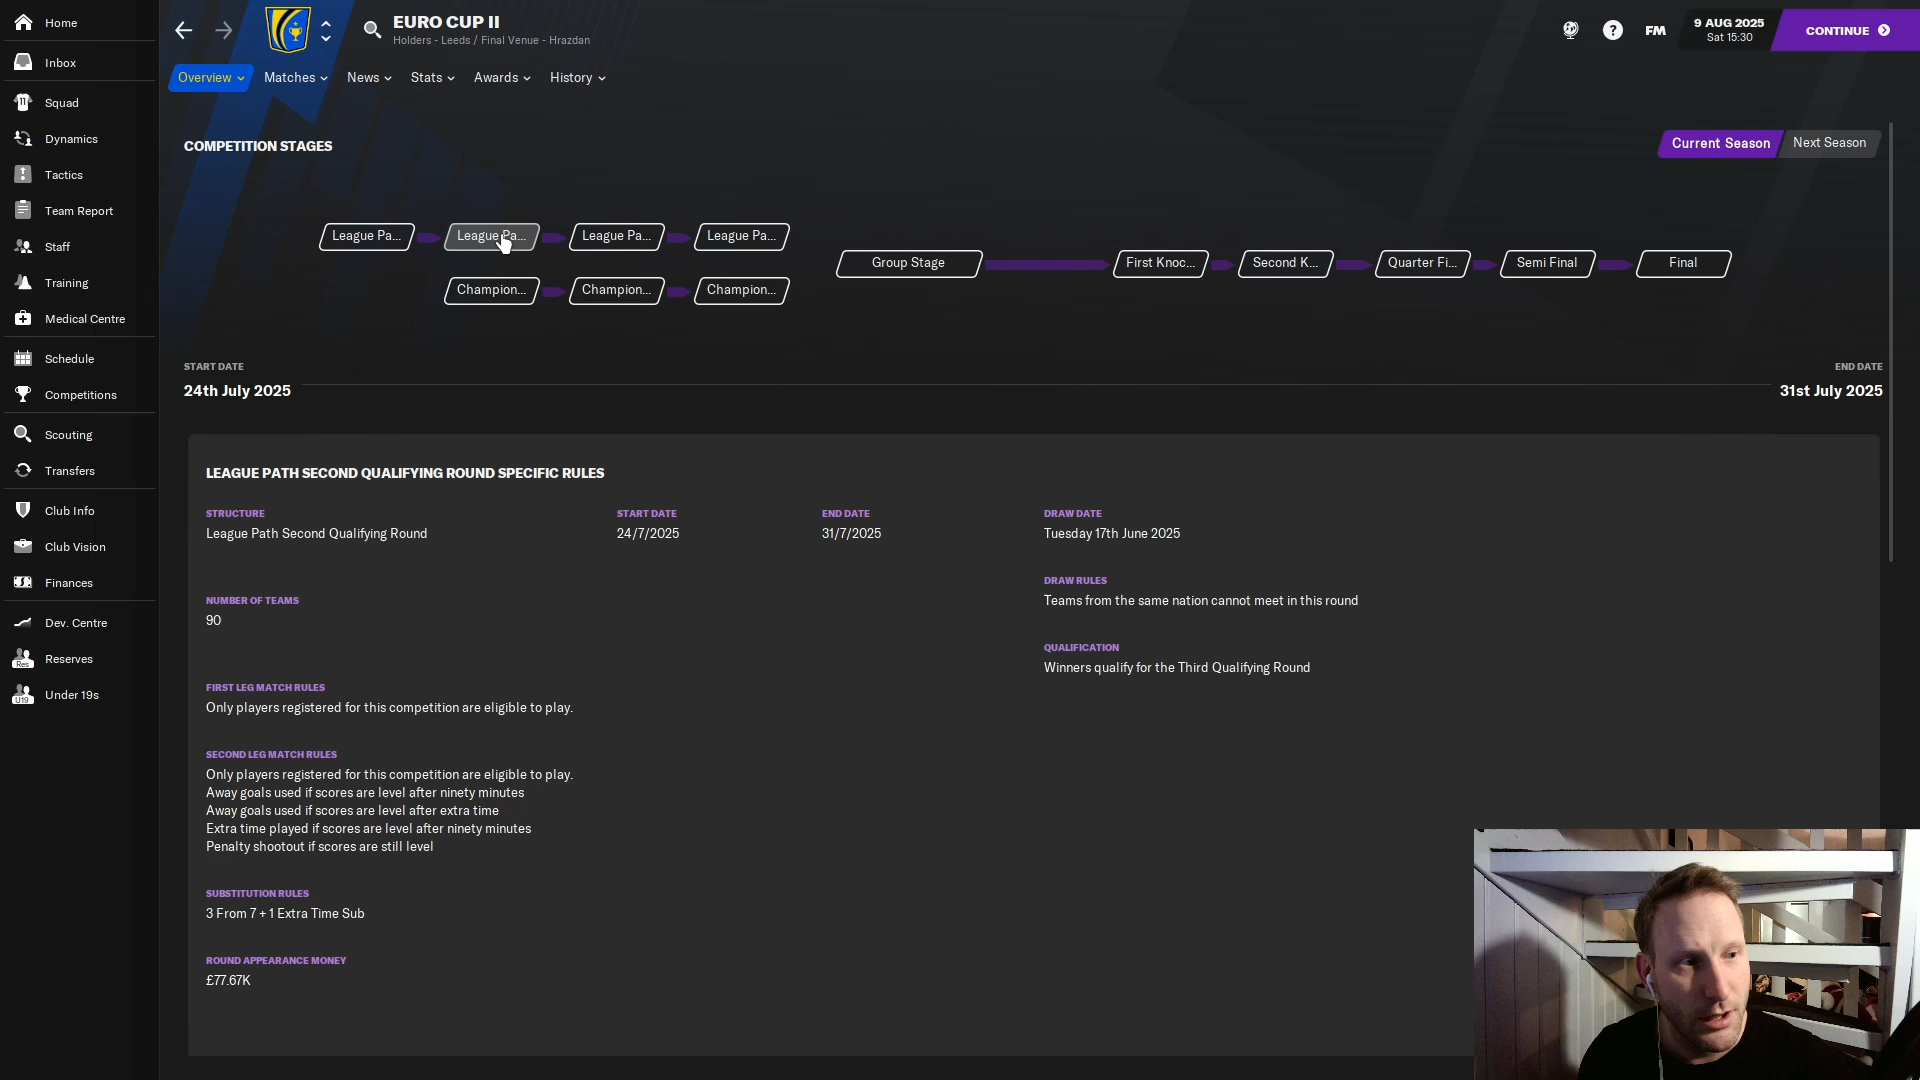 Home
Inbox
Squad
Dynamics
Tactics
Team Report
Staff
Training
Medical Centre
Schedule
Competitions
Scouting
Transfers
Club Info
Club Vision
Finances
Dev. Centre
Res
Reserves
U19
Under 19s
EURO CUP II
Holders - Leeds / Final Venue - Hrazdan
FM
9 AUG 2025
Sat 15:30
CONTINUE
Overview
Matches
News
Stats
Awards
History
COMPETITION STAGES
Current Season
Next Season
League Pa...
League Pa...
League Pa...
League Pa...
Champion...
Champion...
Champion...
Group Stage
First Knoc...
Second K...
Quarter Fi...
Semi Final
Final
START DATE
24th July 2025
END DATE
31st July 2025
LEAGUE PATH SECOND QUALIFYING ROUND SPECIFIC RULES
STRUCTURE
League Path Second Qualifying Round
START DATE
24/7/2025
END DATE
31/7/2025
DRAW DATE
Tuesday 17th June 2025
DRAW RULES
Teams from the same nation cannot meet in this round
NUMBER OF TEAMS
90
QUALIFICATION
Winners qualify for the Third Qualifying Round
FIRST LEG MATCH RULES
Only players registered for this competition are eligible to play.
SECOND LEG MATCH RULES
Only players registered for this competition are eligible to play.
Away goals used if scores are level after ninety minutes
Away goals used if scores are level after extra time
Extra time played if scores are level after ninety minutes
Penalty shootout if scores are still level
SUBSTITUTION RULES
3 From 7 + 1 Extra Time Sub
ROUND APPEARANCE MONEY
£77.67K